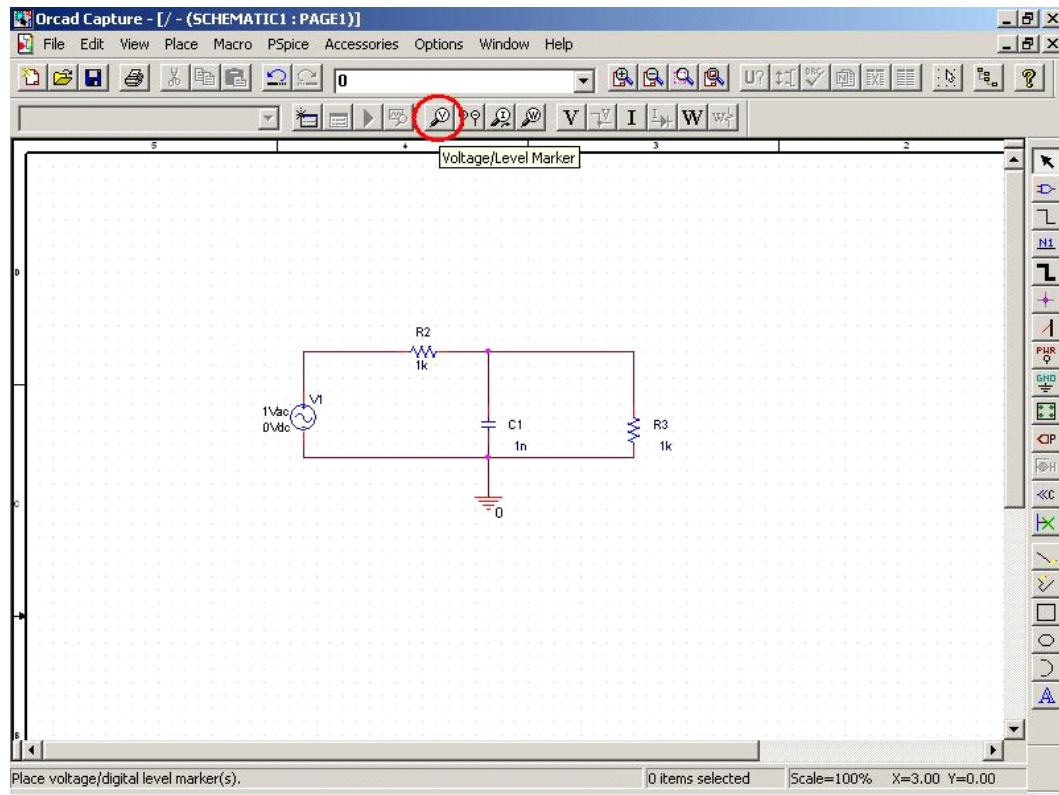 Orcad Capture - [/ - (SCHEMATIC1 : PAGE1)]
File Edit View Place Macro PSpice Accessories Options Window Help
0
U?
V V I I W W
Voltage/Level Marker
5 4 3 2
D
N1
R2
1k
PWR
GND
V1
1Vac
0Vdc
C1
1n
R3
1k
C
0
A
B
Place voltage/digital level marker(s).
0 items selected
Scale=100% X=3.00 Y=0.00